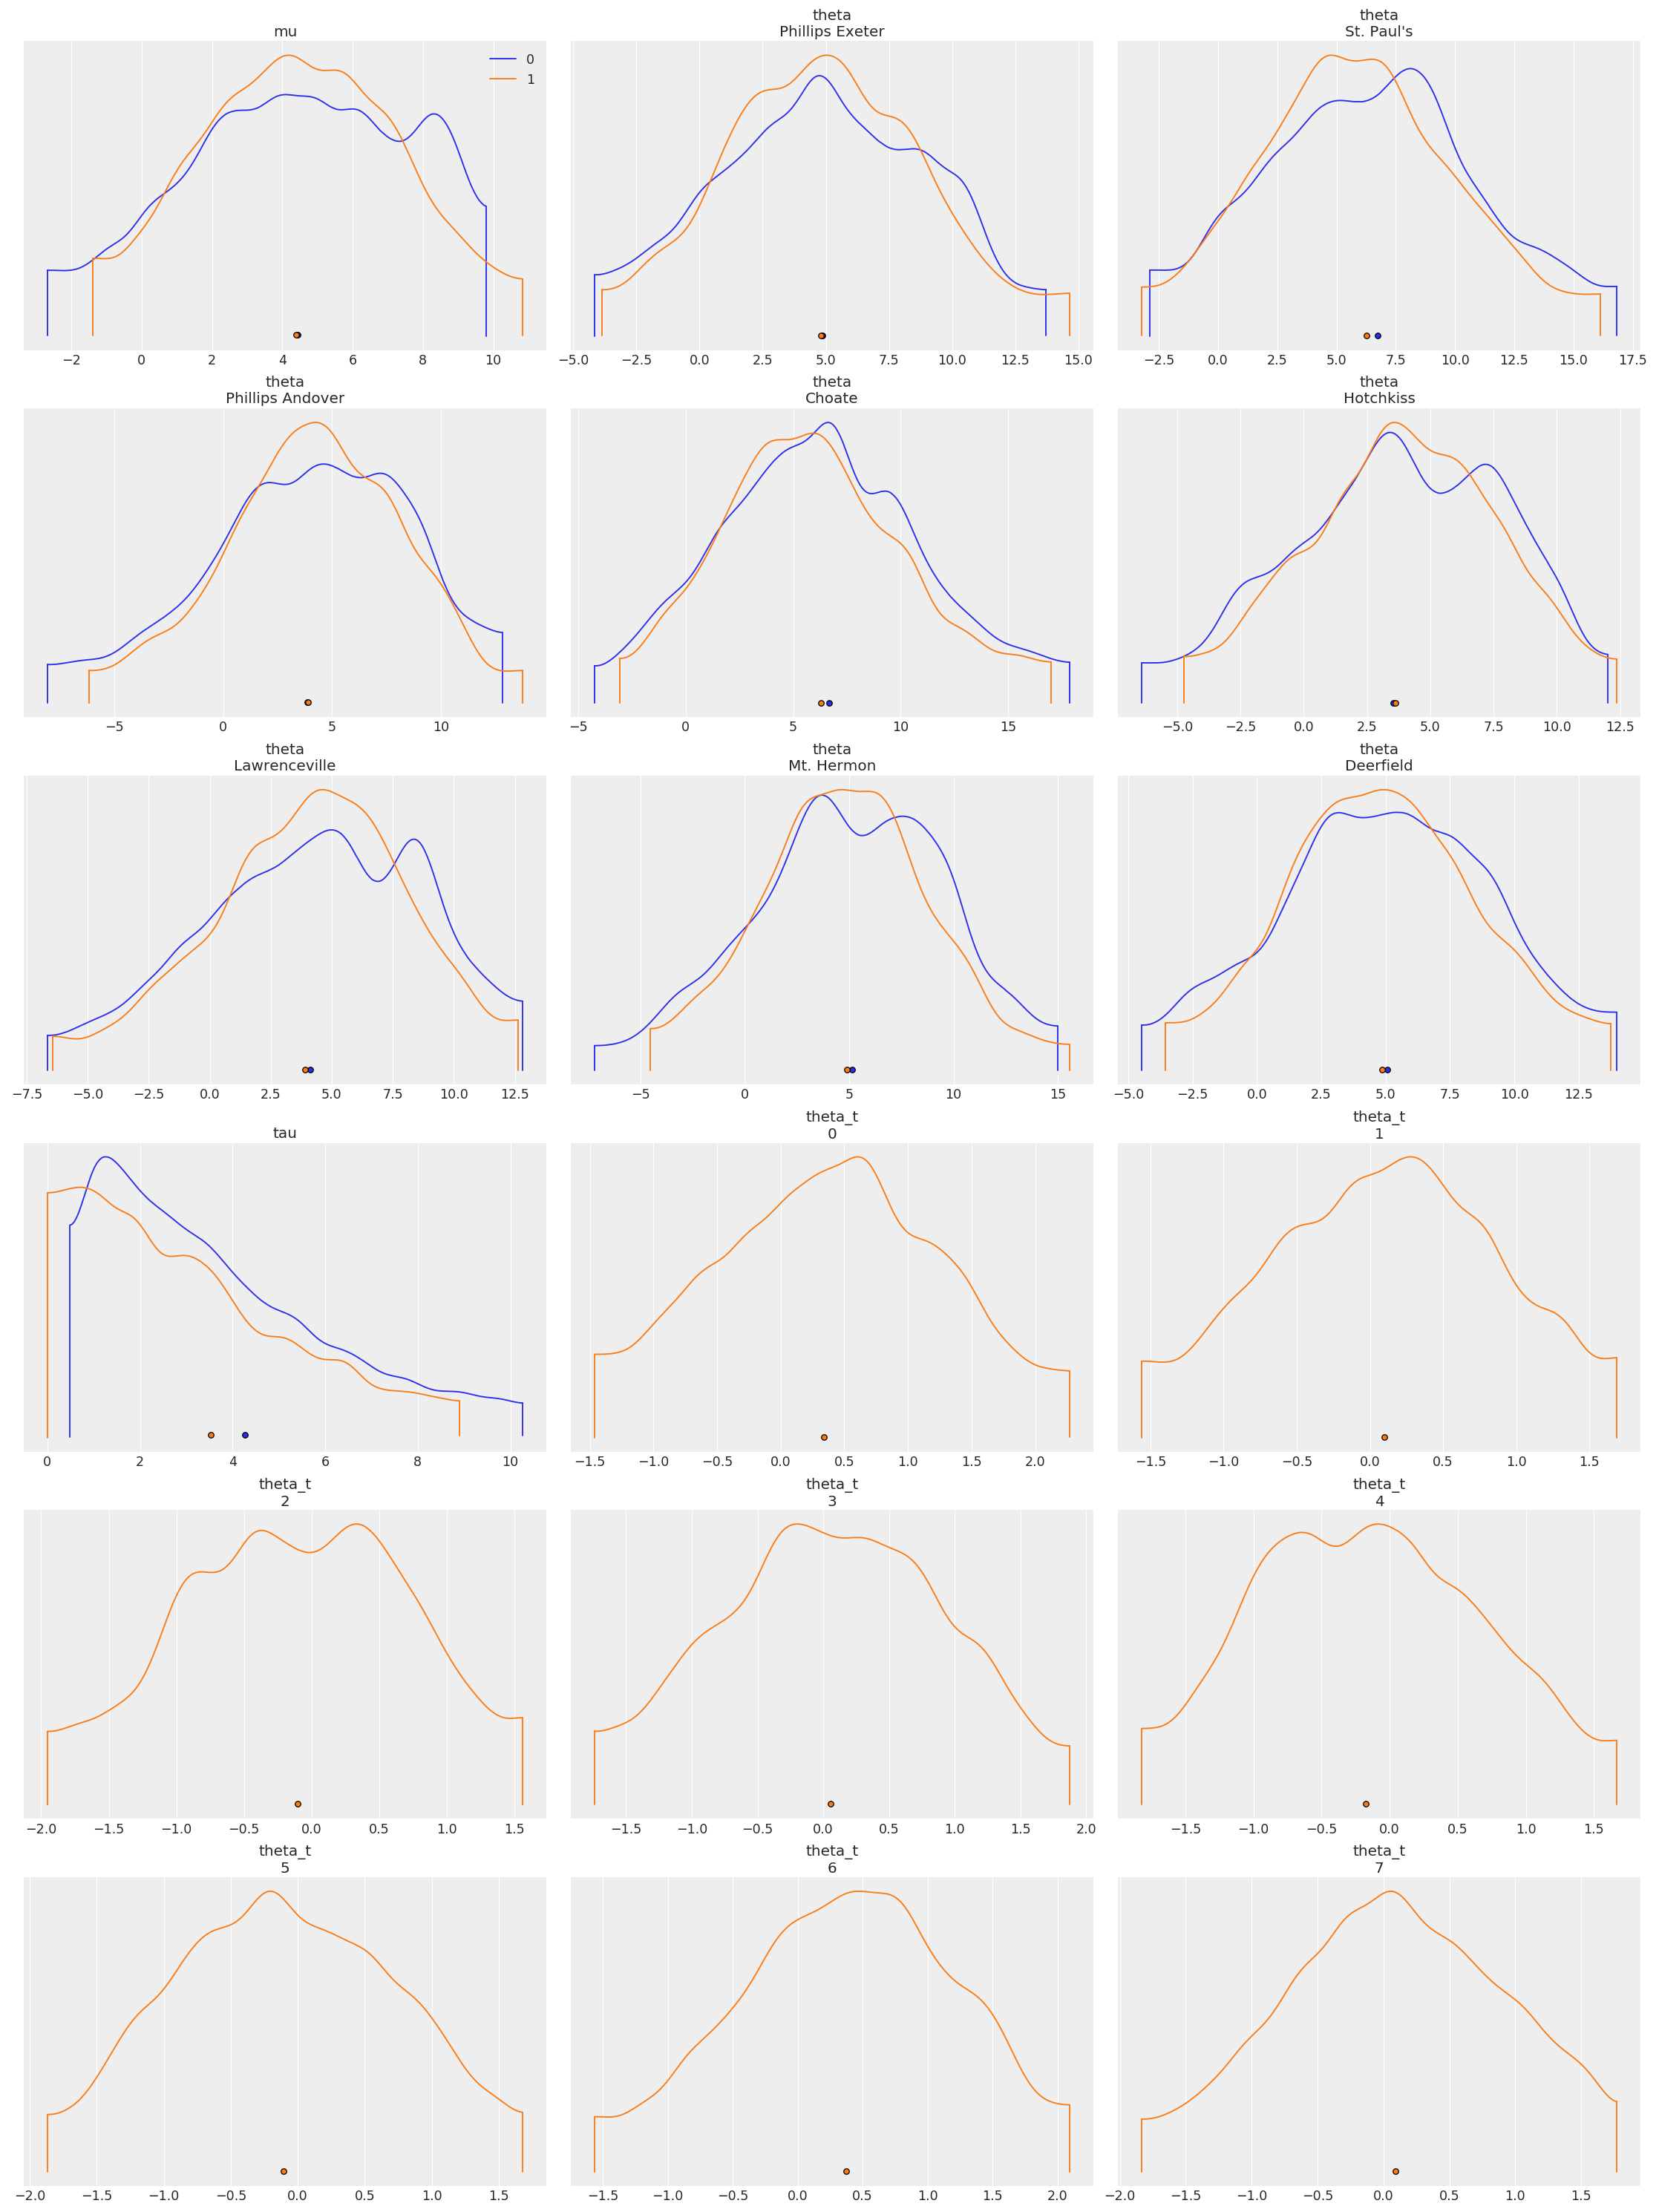 mu
0
1
−2 0 2 4 6 8 10
theta
Phillips Exeter
−5.0 −2.5 0.0 2.5 5.0 7.5 10.0 12.5 15.0
theta
St. Paul's
−2.5 0.0 2.5 5.0 7.5 10.0 12.5 15.0 17.5
theta
Phillips Andover
−5 0 5 10
theta
Choate
−5 0 5 10 15
theta
Hotchkiss
−5.0 −2.5 0.0 2.5 5.0 7.5 10.0 12.5
theta
Lawrenceville
−7.5 −5.0 −2.5 0.0 2.5 5.0 7.5 10.0 12.5
theta
Mt. Hermon
−5 0 5 10 15
theta
Deerfield
−5.0 −2.5 0.0 2.5 5.0 7.5 10.0 12.5
tau
0 2 4 6 8 10
theta_t
0
−1.5 −1.0 −0.5 0.0 0.5 1.0 1.5 2.0
theta_t
1
−1.5 −1.0 −0.5 0.0 0.5 1.0 1.5
theta_t
2
−2.0 −1.5 −1.0 −0.5 0.0 0.5 1.0 1.5
theta_t
3
−1.5 −1.0 −0.5 0.0 0.5 1.0 1.5 2.0
theta_t
4
−1.5 −1.0 −0.5 0.0 0.5 1.0 1.5
theta_t
5
−2.0 −1.5 −1.0 −0.5 0.0 0.5 1.0 1.5
theta_t
6
−1.5 −1.0 −0.5 0.0 0.5 1.0 1.5 2.0
theta_t
7
−2.0 −1.5 −1.0 −0.5 0.0 0.5 1.0 1.5